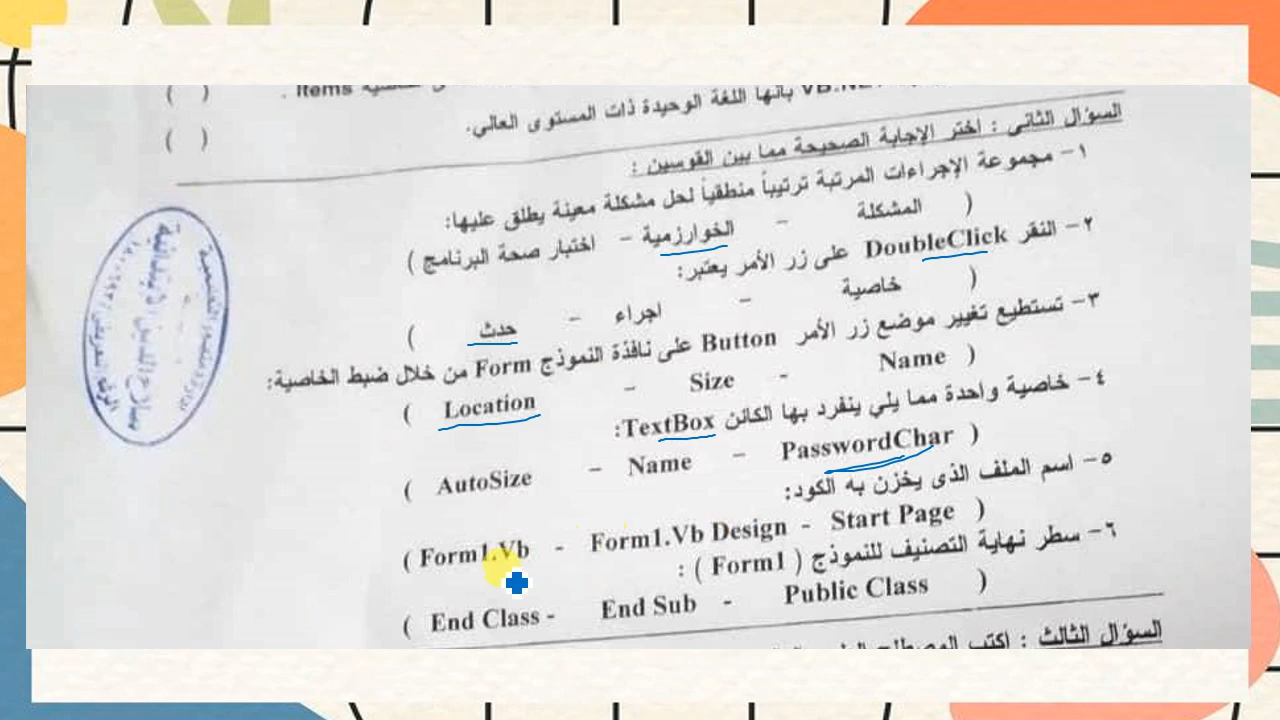 ( ) الخاصية Items .
( ) VB.NET بأنها اللغة الوحيدة ذات المستوى العالي.
السؤال الثانى : اختر الإجابة الصحيحة مما بين القوسين :
١- مجموعة الإجراءات المرتبة ترتيباً منطقياً لحل مشكلة معينة يطلق عليها:
( المشكلة - الخوارزمية - اختبار صحة البرنامج )
٢- النقر DoubleClick على زر الأمر يعتبر:
( خاصية - اجراء - حدث )
٣- تستطيع تغيير موضع زر الأمر Button على نافذة النموذج Form من خلال ضبط الخاصية:
( Name - Size - Location )
٤- خاصية واحدة مما يلي ينفرد بها الكائن TextBox:
( PasswordChar - Name - AutoSize )
٥- اسم الملف الذى يخزن به الكود:
( Start Page - Form1.Vb Design - Form1.Vb )
٦- سطر نهاية التصنيف للنموذج ( Form1 ) :
( Public Class - End Sub - End Class )
السؤال الثالث : اكتب المصطلح